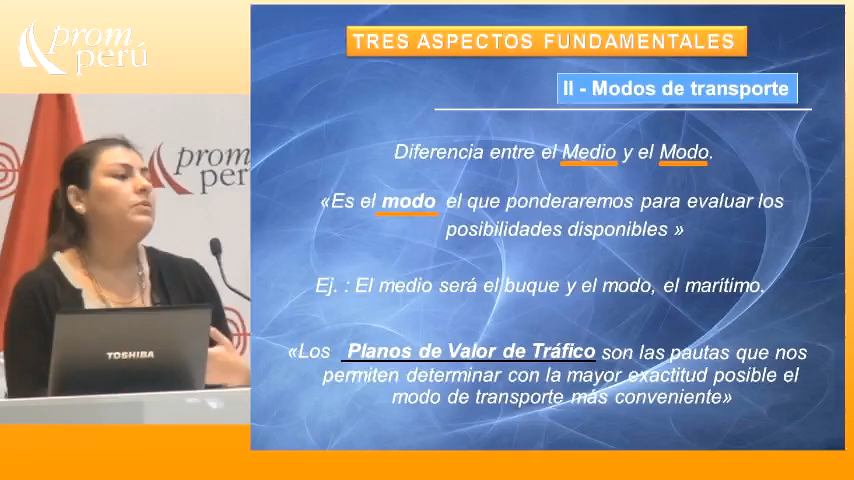 prom
perú
TRES ASPECTOS FUNDAMENTALES
II - Modos de transporte
Diferencia entre el Medio y el Modo.
«Es el modo el que ponderaremos para evaluar los
posibilidades disponibles »
Ej. : El medio será el buque y el modo, el marítimo.
«Los Planos de Valor de Tráfico son las pautas que nos
permiten determinar con la mayor exactitud posible el
modo de transporte más conveniente»
prom
per
TOSHIBA